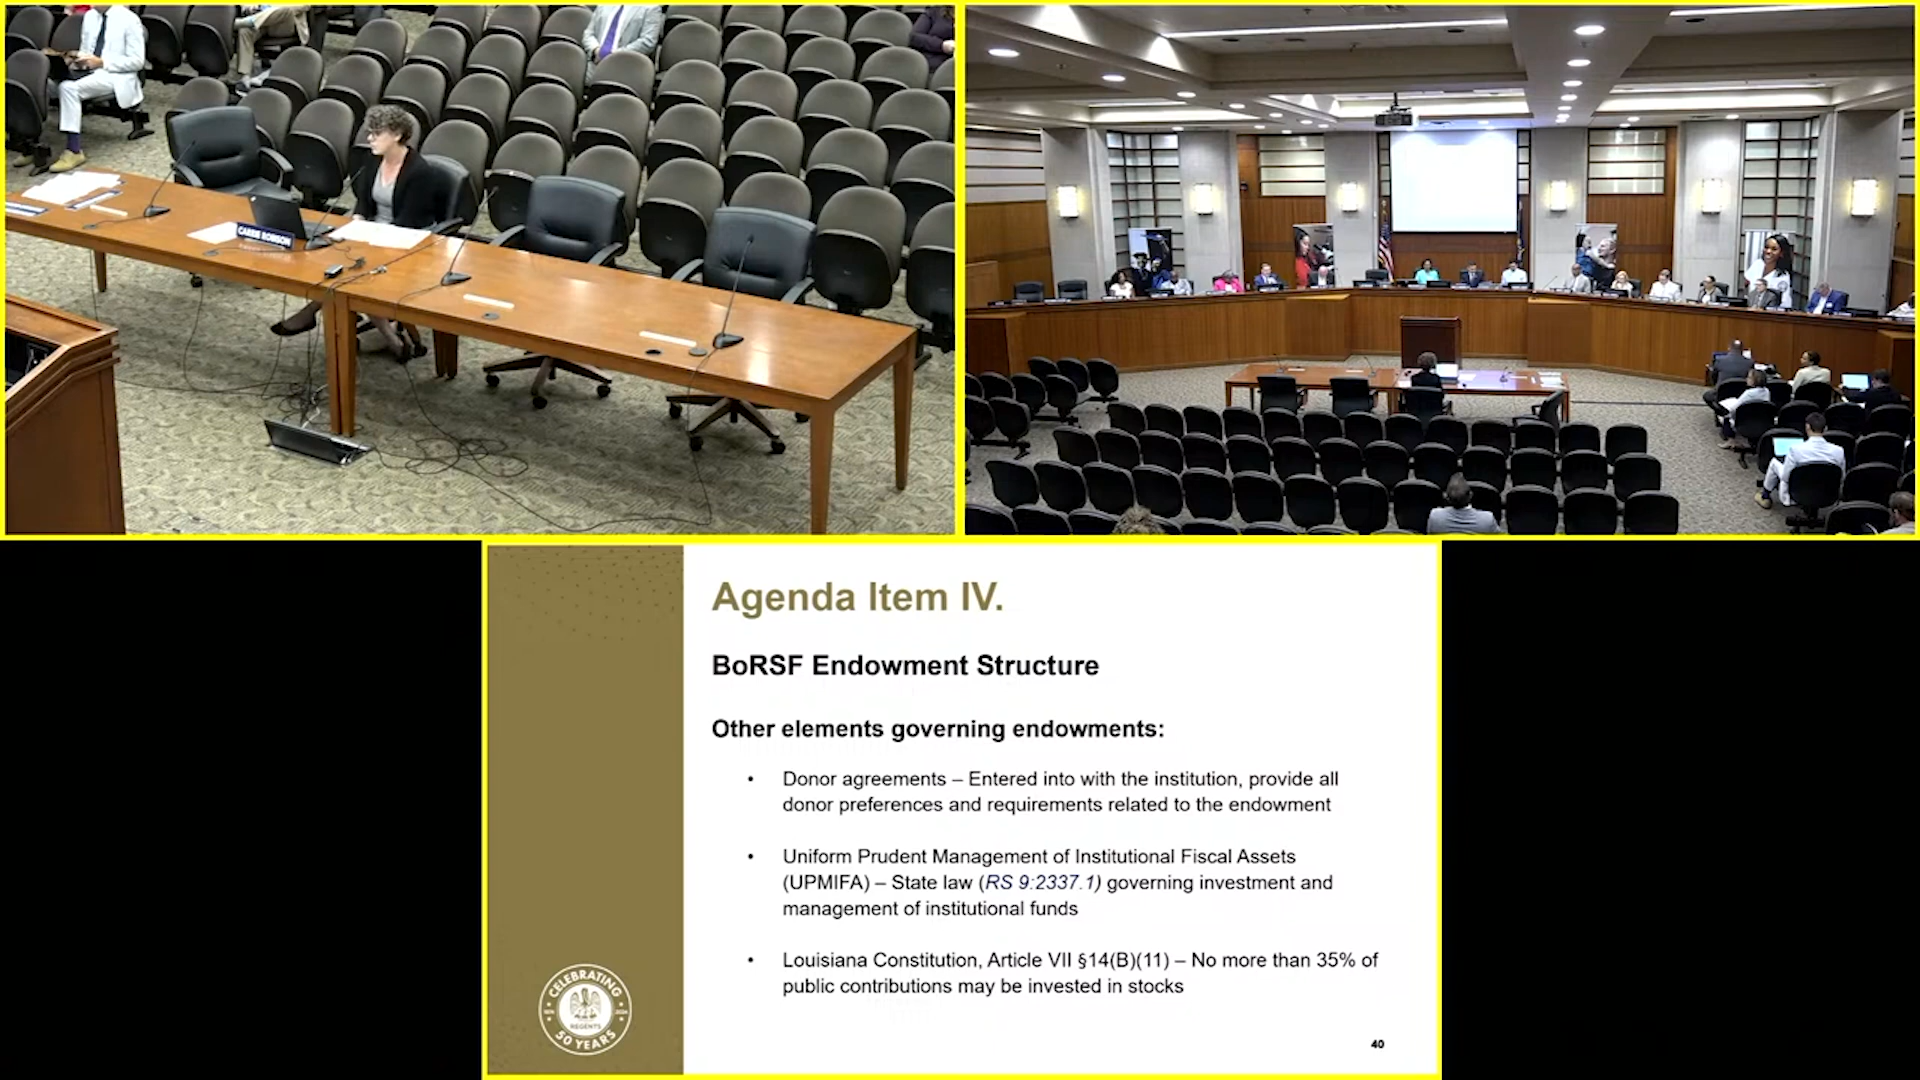 CARRIE ROBISON
Agenda Item IV.
BoRSF Endowment Structure
Other elements governing endowments:
• Donor agreements – Entered into with the institution, provide all
donor preferences and requirements related to the endowment
• Uniform Prudent Management of Institutional Fiscal Assets
(UPMIFA) – State law (RS 9:2337.1) governing investment and
management of institutional funds
• Louisiana Constitution, Article VII §14(B)(11) – No more than 35% of
public contributions may be invested in stocks
CELEBRATING
REGENTS
50 YEARS
40